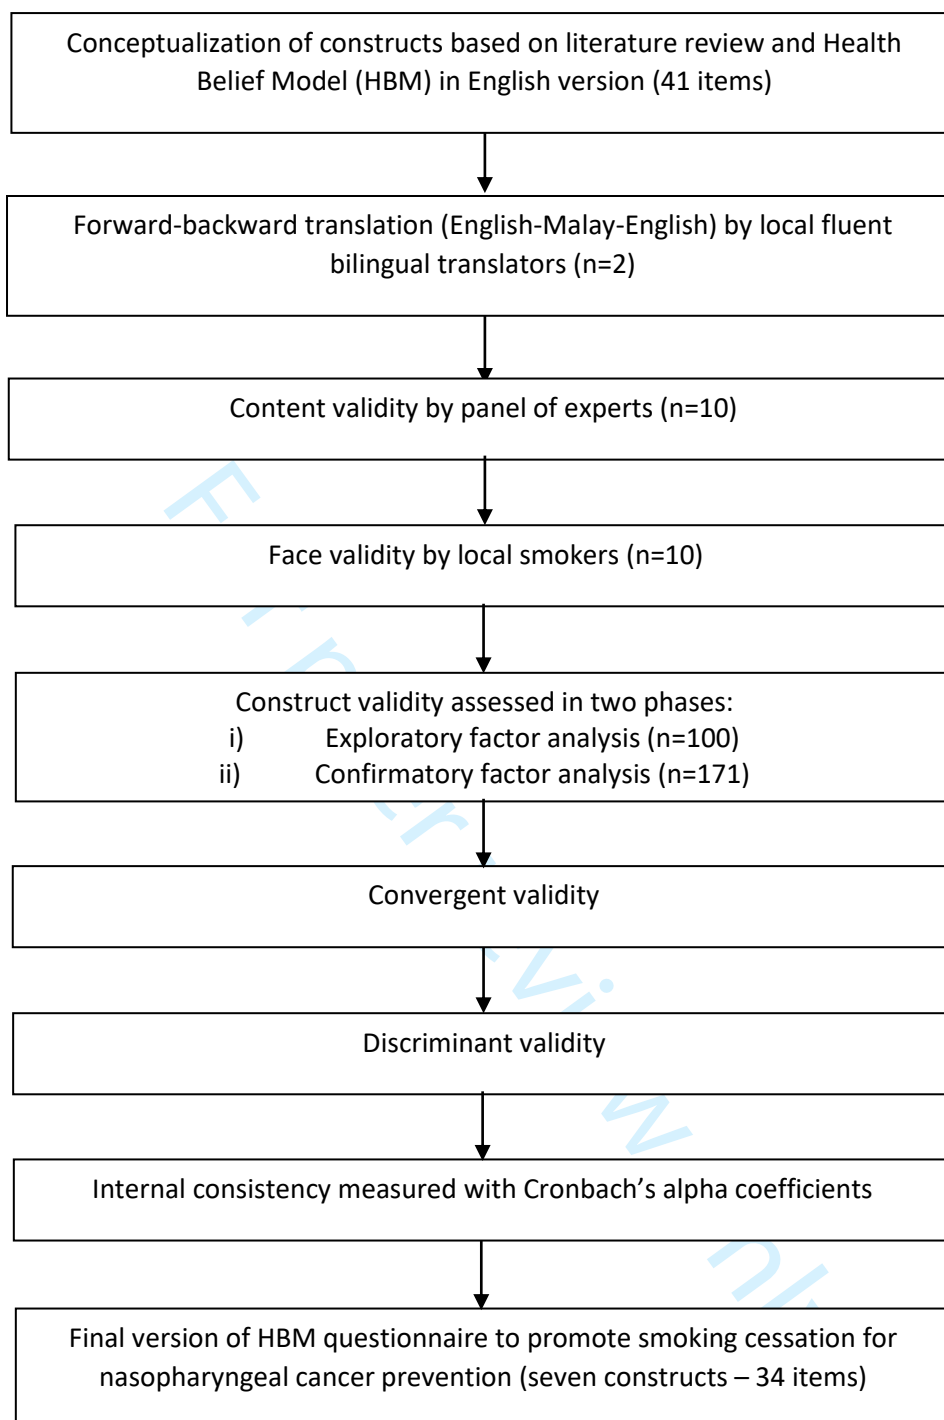 Conceptualization of constructs based on literature review and Health
Belief Model (HBM) in English version (41 items)
Forward-backward translation (English-Malay-English) by local fluent
bilingual translators (n=2)
Content validity by panel of experts (n=10)
Face validity by local smokers (n=10)
Construct validity assessed in two phases:
i) Exploratory factor analysis (n=100)
ii) Confirmatory factor analysis (n=171)
Convergent validity
Discriminant validity
Internal consistency measured with Cronbach’s alpha coefficients
Final version of HBM questionnaire to promote smoking cessation for
nasopharyngeal cancer prevention (seven constructs – 34 items)